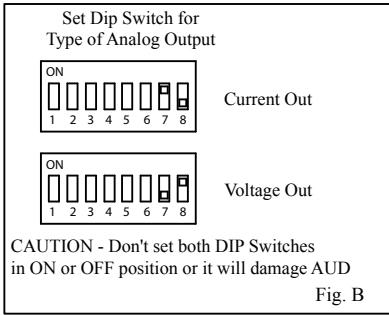 Set Dip Switch for
Type of Analog Output
ON
1 2 3 4 5 6 7 8
Current Out
ON
1 2 3 4 5 6 7 8
Voltage Out
CAUTION - Don't set both DIP Switches
in ON or OFF position or it will damage AUD
Fig. B